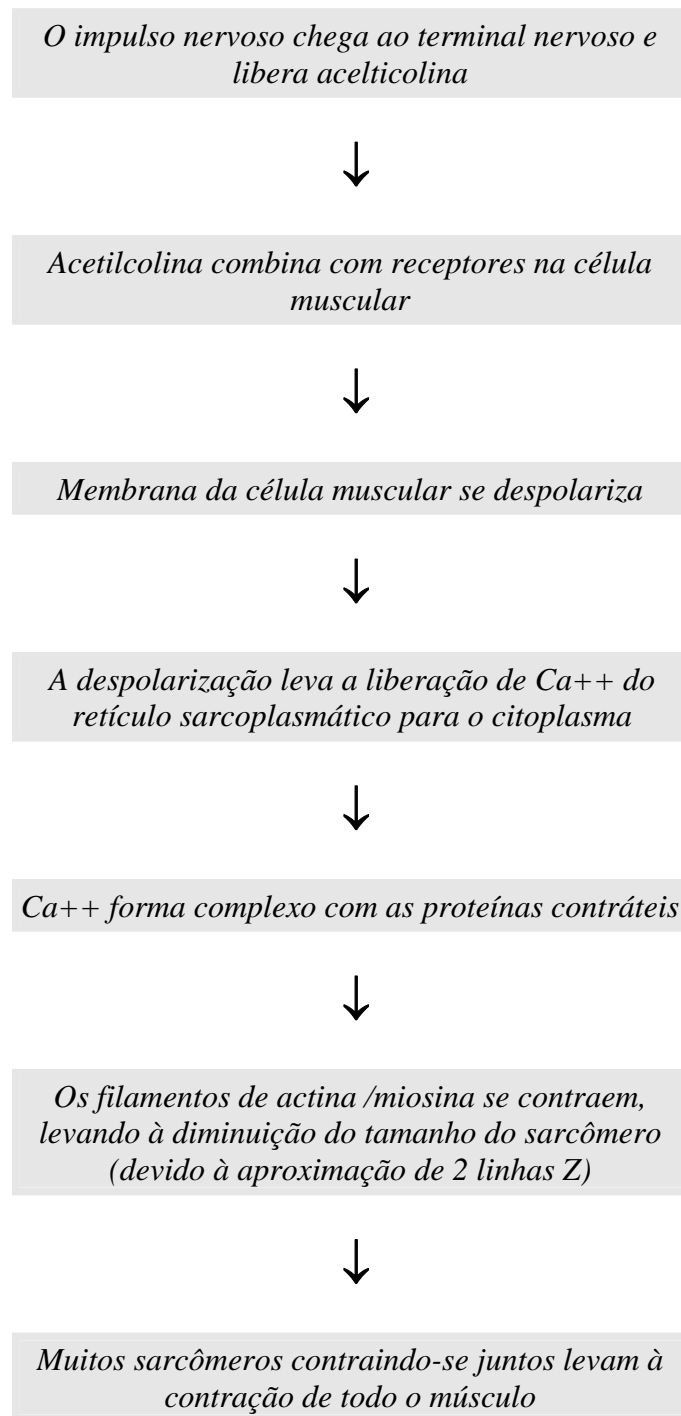 O impulso nervoso chega ao terminal nervoso e
libera acelticolina
↓
Acetilcolina combina com receptores na célula
muscular
↓
Membrana da célula muscular se despolariza
↓
A despolarização leva a liberação de Ca++ do
retículo sarcoplasmático para o citoplasma
↓
Ca++ forma complexo com as proteínas contráteis
↓
Os filamentos de actina /miosina se contraem,
levando à diminuição do tamanho do sarcômero
(devido à aproximação de 2 linhas Z)
↓
Muitos sarcômeros contraindo-se juntos levam à
contração de todo o músculo